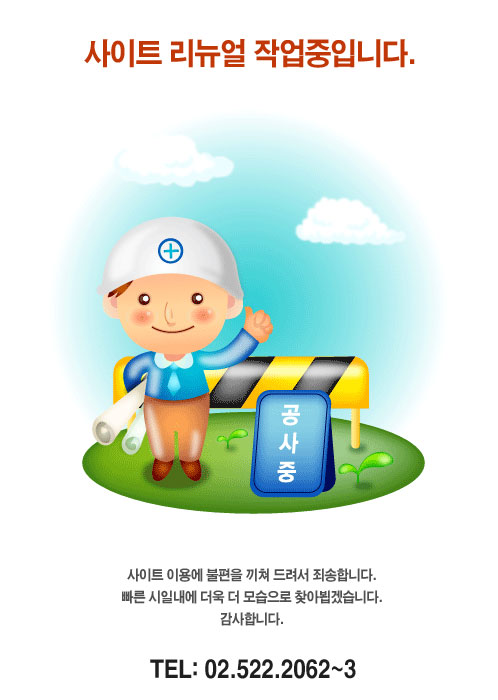 사이트 리뉴얼 작업중입니다.
공
사
중
사이트 이용에 불편을 끼쳐 드려서 죄송합니다.
빠른 시일내에 더욱 더 모습으로 찾아뵙겠습니다.
감사합니다.
TEL: 02.522.2062~3